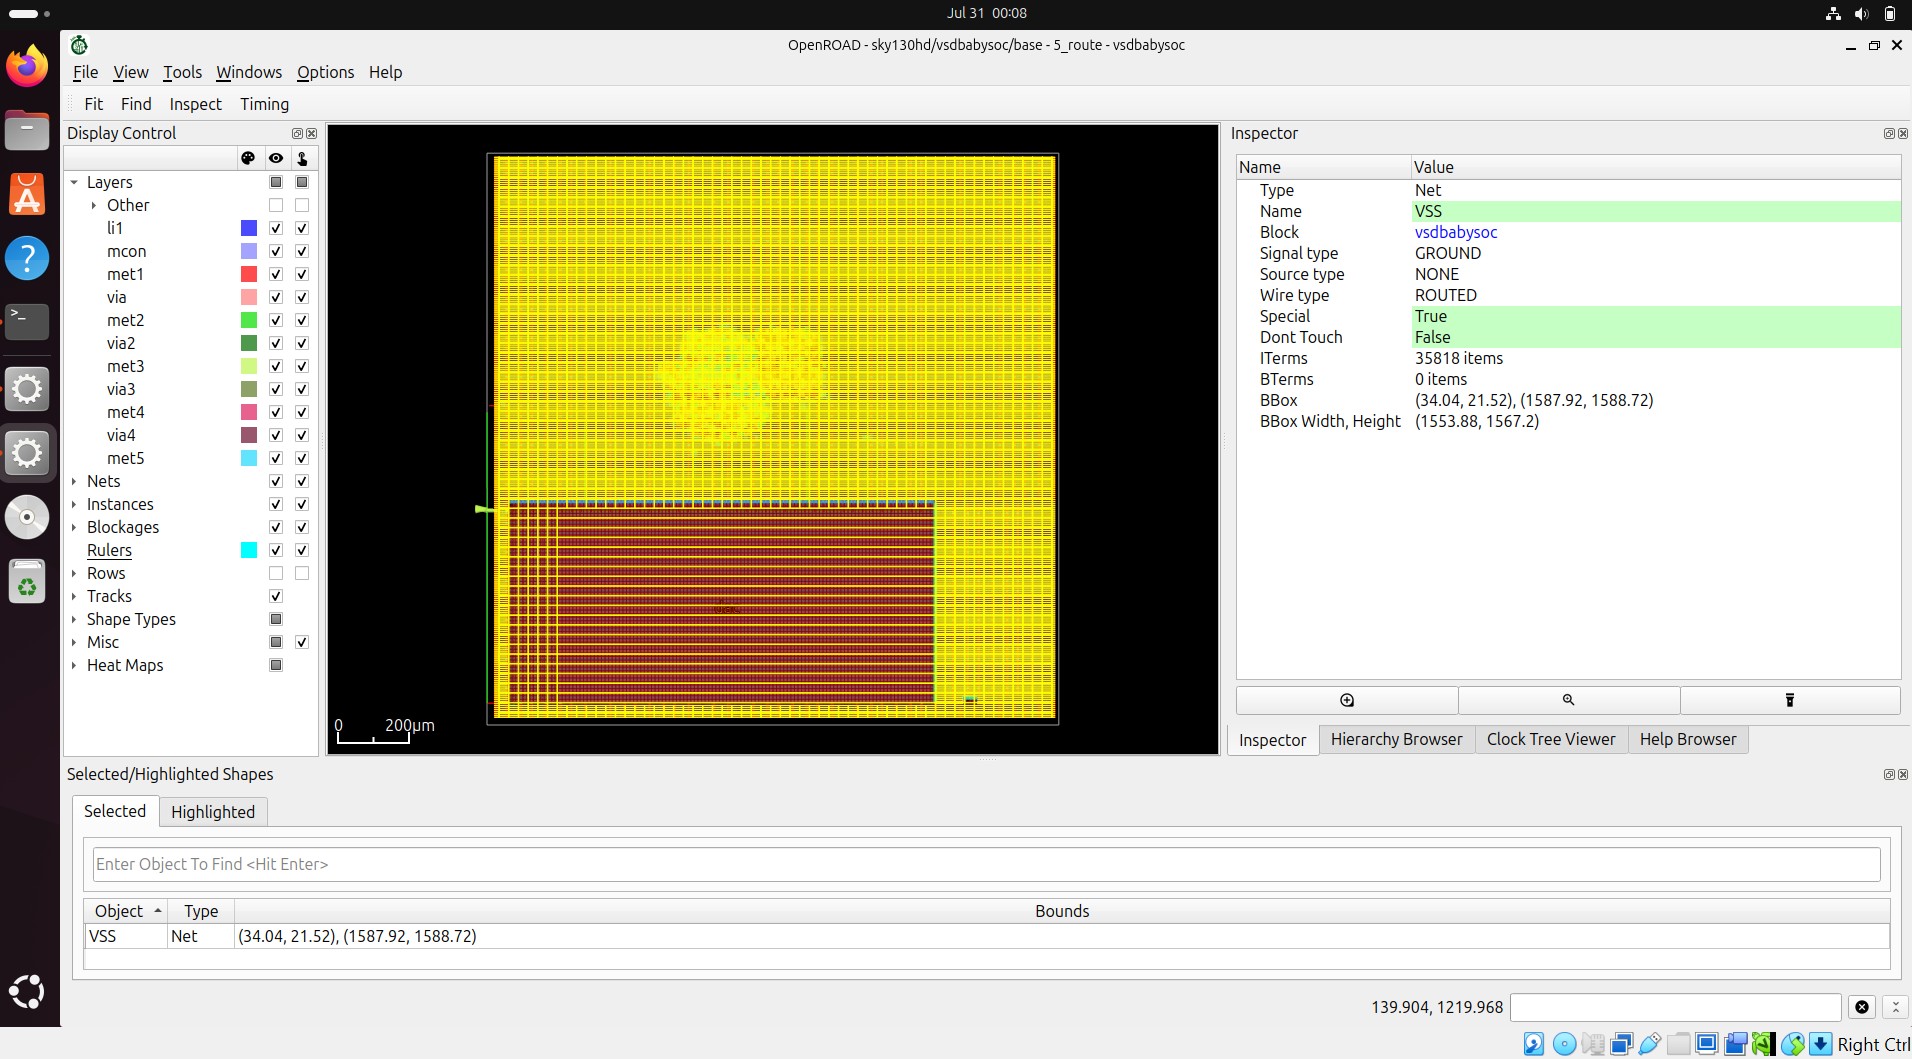 Jul 31 00:08
OpenROAD - sky130hd/vsdbabysoc/base - 5_route - vsdbabysoc
File View Tools Windows Options Help
Fit Find Inspect Timing
Display Control
Layers
Other
li1
mcon
met1
via
met2
via2
met3
via3
met4
via4
met5
Nets
Instances
Blockages
Rulers
Rows
Tracks
Shape Types
Misc
Heat Maps
0 200μm
Inspector
Name Value
Type Net
Name VSS
Block vsdbabysoc
Signal type GROUND
Source type NONE
Wire type ROUTED
Special True
Dont Touch False
ITerms 35818 items
BTerms 0 items
BBox (34.04, 21.52), (1587.92, 1588.72)
BBox Width, Height (1553.88, 1567.2)
Inspector Hierarchy Browser Clock Tree Viewer Help Browser
Selected/Highlighted Shapes
Selected Highlighted
Enter Object To Find <Hit Enter>
Object Type Bounds
VSS Net (34.04, 21.52), (1587.92, 1588.72)
139.904, 1219.968
Right Ctrl